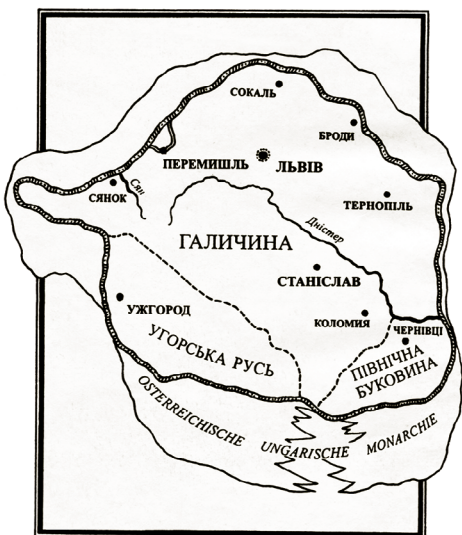 СОКАЛЬ
БРОДИ
ПЕРЕМИШЛЬ
ЛЬВІВ
СЯНОК
Сян
ТЕРНОПІЛЬ
Дністер
ГАЛИЧИНА
СТАНІСЛАВ
УЖГОРОД
КОЛОМИЯ
ЧЕРНІВЦІ
УГОРСЬКА РУСЬ
ПІВНІЧНА
БУКОВИНА
OSTERREICHISCHE UNGARISCHE MONARCHIE